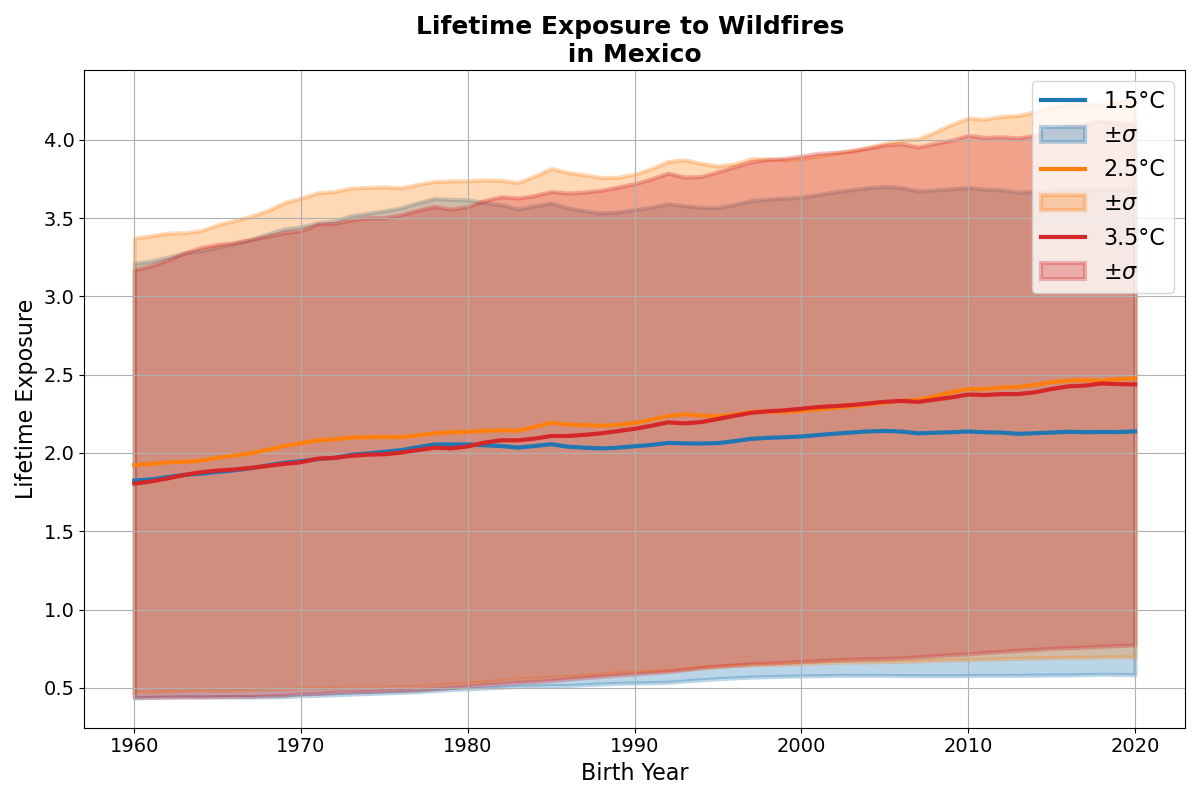 Lifetime Exposure to Wildfires
in Mexico
Lifetime Exposure
4.0
3.5
3.0
2.5
2.0
1.5
1.0
0.5
1.5°C
±σ
2.5°C
±σ
3.5°C
±σ
1960
1970
1980
1990
2000
2010
2020
Birth Year